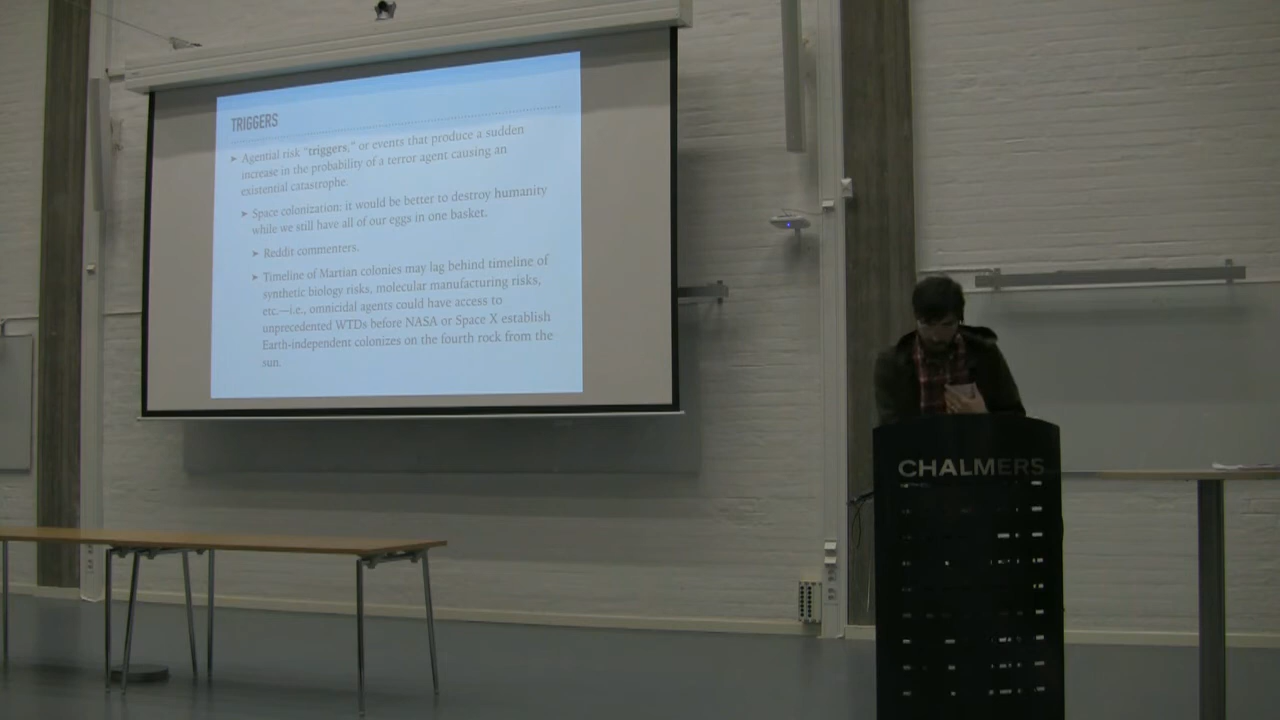 TRIGGERS
➤ Agential risk “triggers,” or events that produce a sudden
increase in the probability of a terror agent causing an
existential catastrophe.
➤ Space colonization: it would be better to destroy humanity
while we still have all of our eggs in one basket.
➤ Reddit commenters.
➤ Timeline of Martian colonies may lag behind timeline of
synthetic biology risks, molecular manufacturing risks,
etc.—i.e., omnicidal agents could have access to
unprecedented WTDs before NASA or Space X establish
Earth-independent colonizes on the fourth rock from the
sun.
CHALMERS